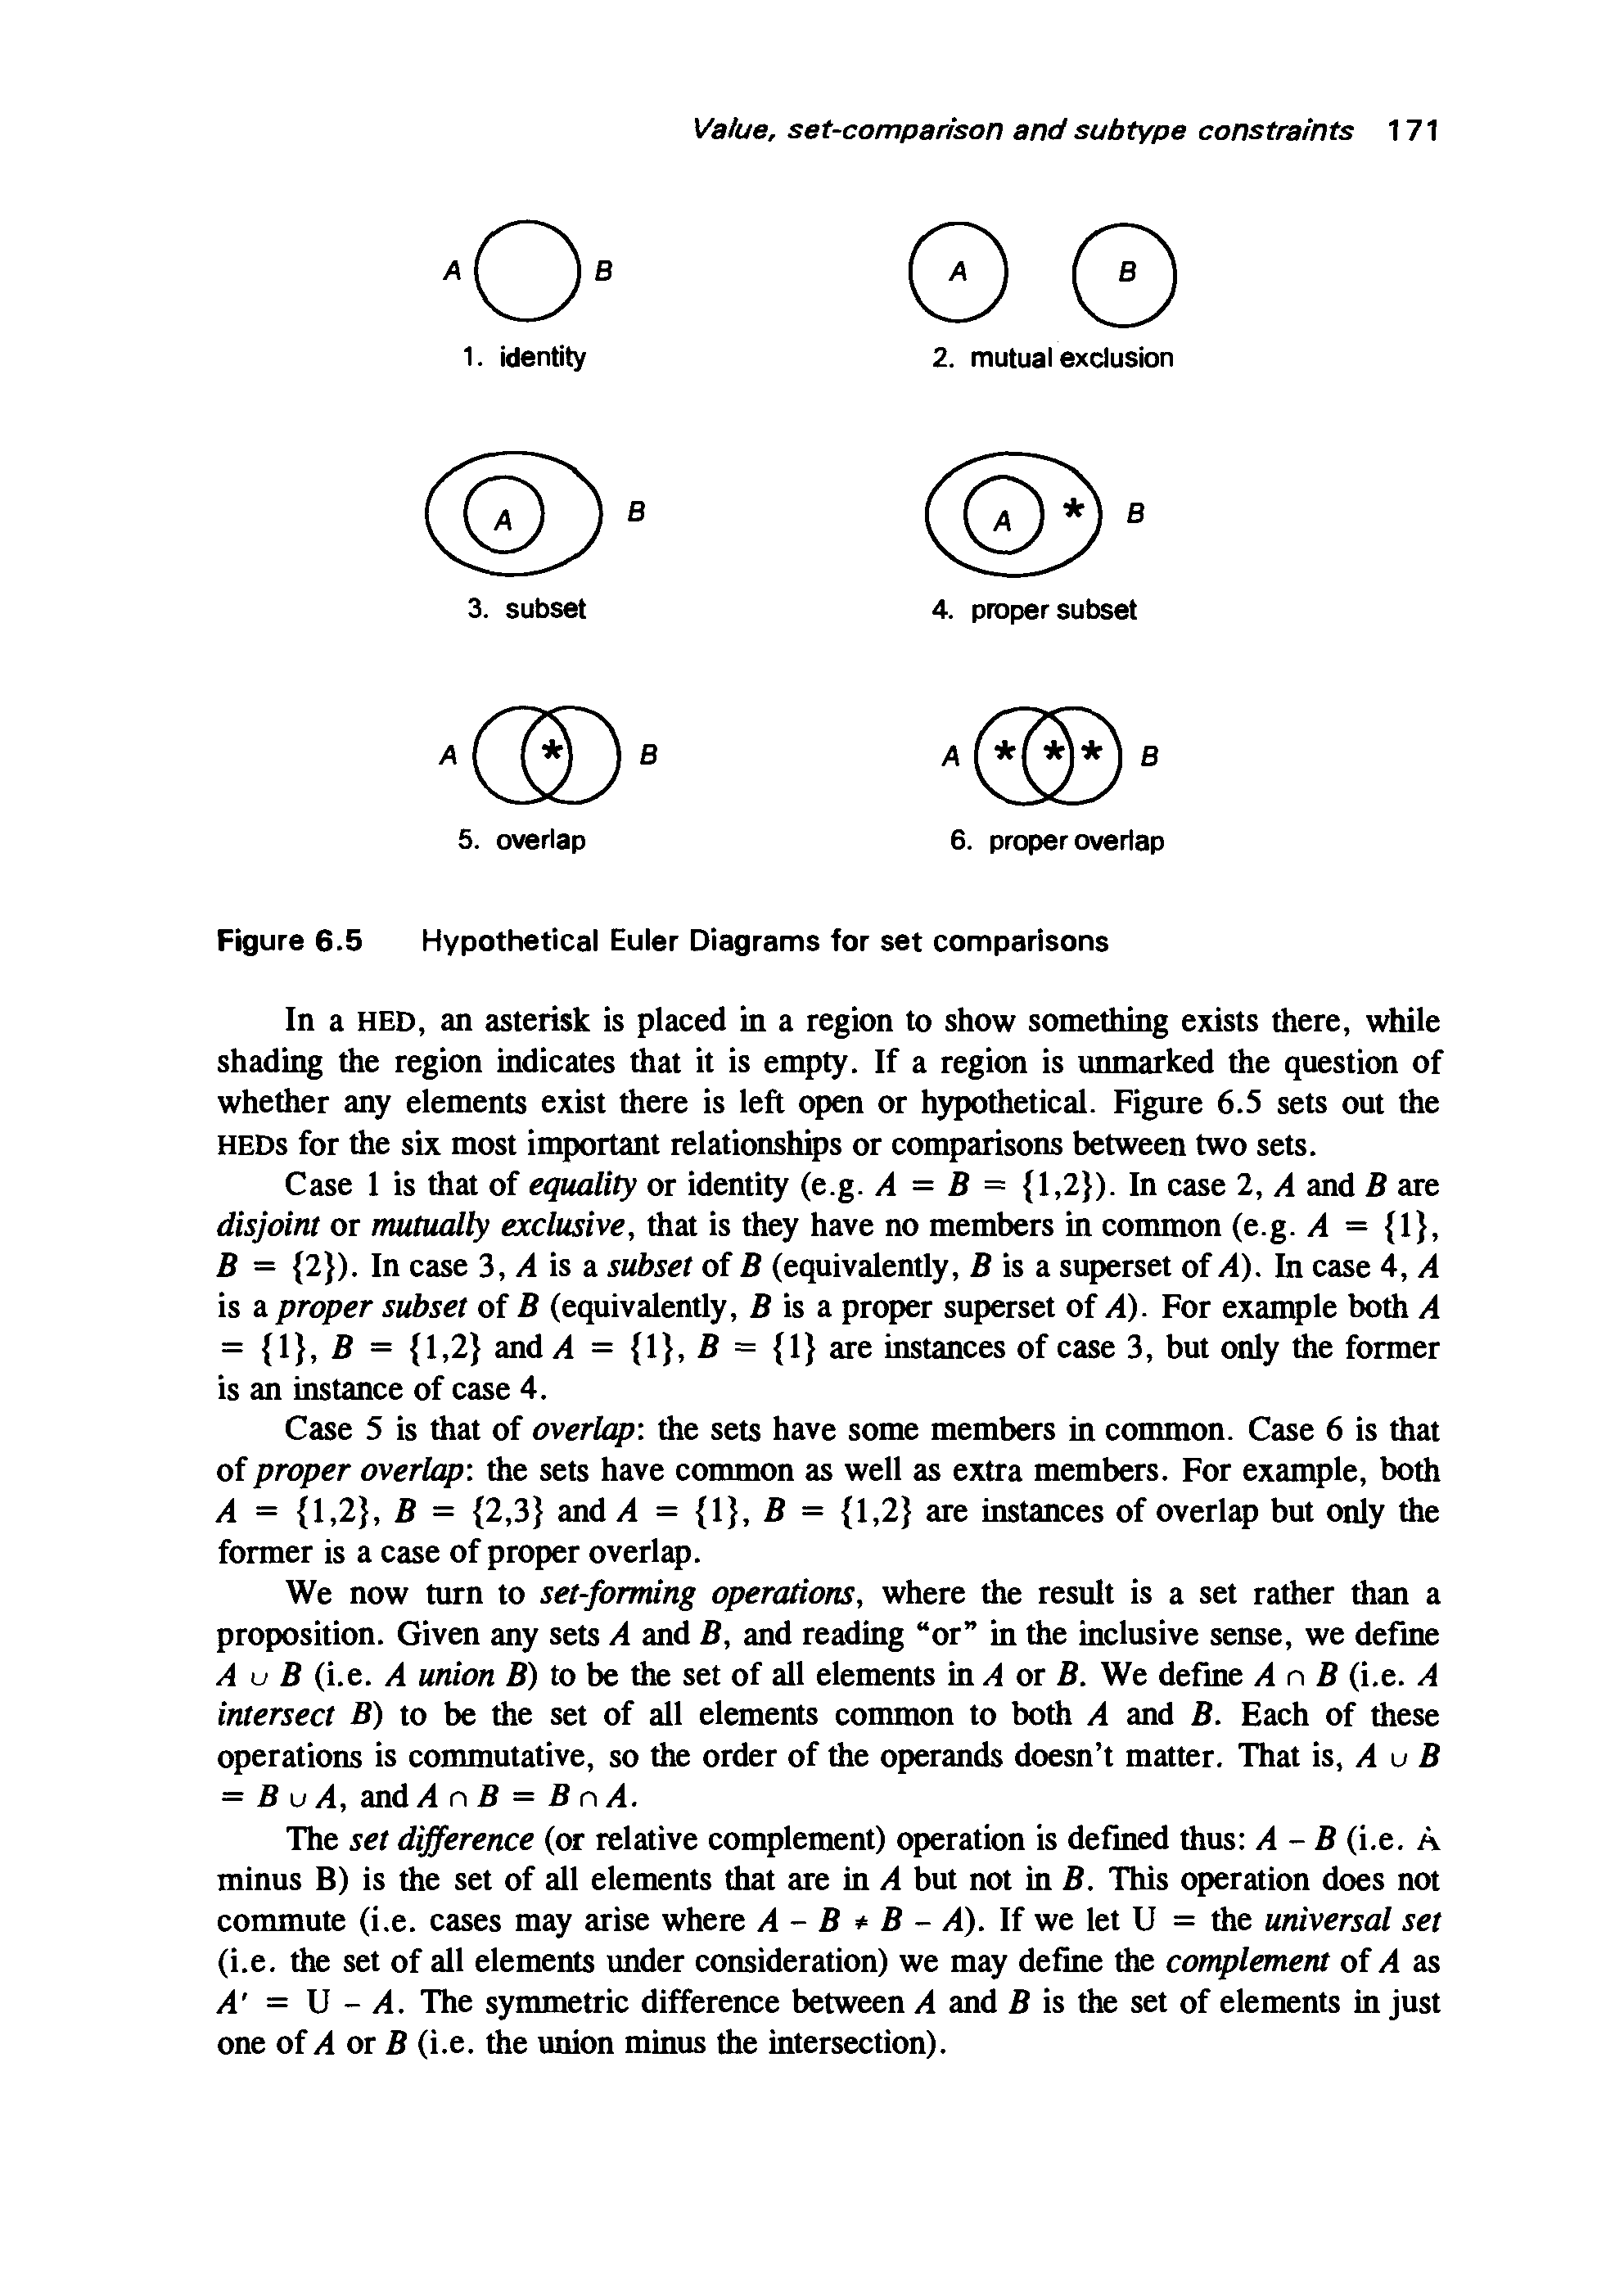 Value, set-comparison and subtype constraints 171
A B
A B
1. identity
2. mutual exclusion
A B
A * B
3. subset
4. proper subset
A * B
A * * * B
5. overlap
6. proper overlap
Figure 6.5 Hypothetical Euler Diagrams for set comparisons
In a HED, an asterisk is placed in a region to show something exists there, while
shading the region indicates that it is empty. If a region is unmarked the question of
whether any elements exist there is left open or hypothetical. Figure 6.5 sets out the
HEDs for the six most important relationships or comparisons between two sets.
Case 1 is that of equality or identity (e.g. A = B = {1,2}). In case 2, A and B are
disjoint or mutually exclusive, that is they have no members in common (e.g. A = {1},
B = {2}). In case 3, A is a subset of B (equivalently, B is a superset of A). In case 4, A
is a proper subset of B (equivalently, B is a proper superset of A). For example both A
= {1}, B = {1,2} and A = {1}, B = {1} are instances of case 3, but only the former
is an instance of case 4.
Case 5 is that of overlap: the sets have some members in common. Case 6 is that
of proper overlap: the sets have common as well as extra members. For example, both
A = {1,2}, B = {2,3} and A = {1}, B = {1,2} are instances of overlap but only the
former is a case of proper overlap.
We now turn to set-forming operations, where the result is a set rather than a
proposition. Given any sets A and B, and reading “or” in the inclusive sense, we define
A ∪ B (i.e. A union B) to be the set of all elements in A or B. We define A ∩ B (i.e. A
intersect B) to be the set of all elements common to both A and B. Each of these
operations is commutative, so the order of the operands doesn't matter. That is, A ∪ B
= B ∪ A, and A ∩ B = B ∩ A.
The set difference (or relative complement) operation is defined thus: A - B (i.e. A
minus B) is the set of all elements that are in A but not in B. This operation does not
commute (i.e. cases may arise where A - B ≠ B - A). If we let U = the universal set
(i.e. the set of all elements under consideration) we may define the complement of A as
A' = U - A. The symmetric difference between A and B is the set of elements in just
one of A or B (i.e. the union minus the intersection).